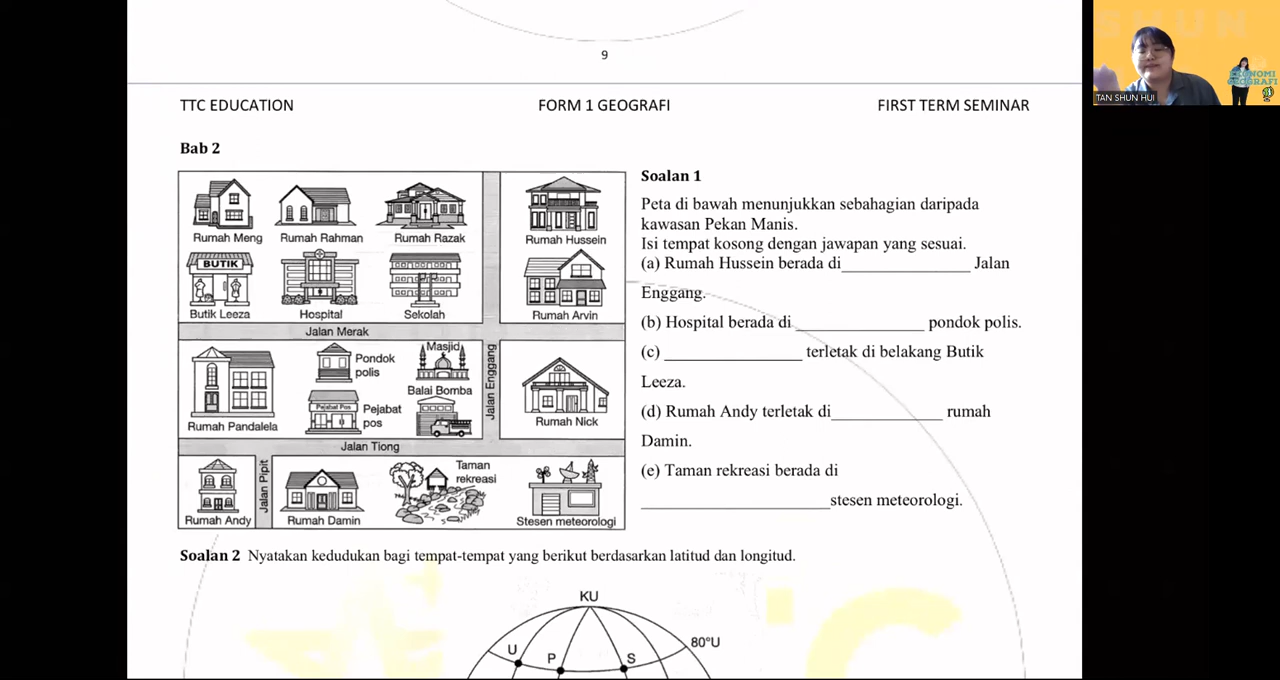 9
TTC EDUCATION FORM 1 GEOGRAFI FIRST TERM SEMINAR
Bab 2
Rumah Meng Rumah Rahman Rumah Razak Rumah Hussein
BUTIK
Butik Leeza Hospital Sekolah Rumah Arvin
Jalan Merak
Pondok polis
Masjid
Balai Bomba
Pejabat Pos
Pejabat pos
Rumah Pandalela
Jalan Enggang
Rumah Nick
Jalan Tiong
Jalan Pipit
Taman rekreasi
Rumah Andy Rumah Damin Stesen meteorologi
Soalan 1
Peta di bawah menunjukkan sebahagian daripada
kawasan Pekan Manis.
Isi tempat kosong dengan jawapan yang sesuai.
(a) Rumah Hussein berada di_______________ Jalan
Enggang.
(b) Hospital berada di _______________ pondok polis.
(c) ________________ terletak di belakang Butik
Leeza.
(d) Rumah Andy terletak di_____________ rumah
Damin.
(e) Taman rekreasi berada di
______________________stesen meteorologi.
Soalan 2 Nyatakan kedudukan bagi tempat-tempat yang berikut berdasarkan latitud dan longitud.
KU
80°U
U
P
S
SHUN
EKONOMI
GEOGRAFI
TAN SHUN HUI